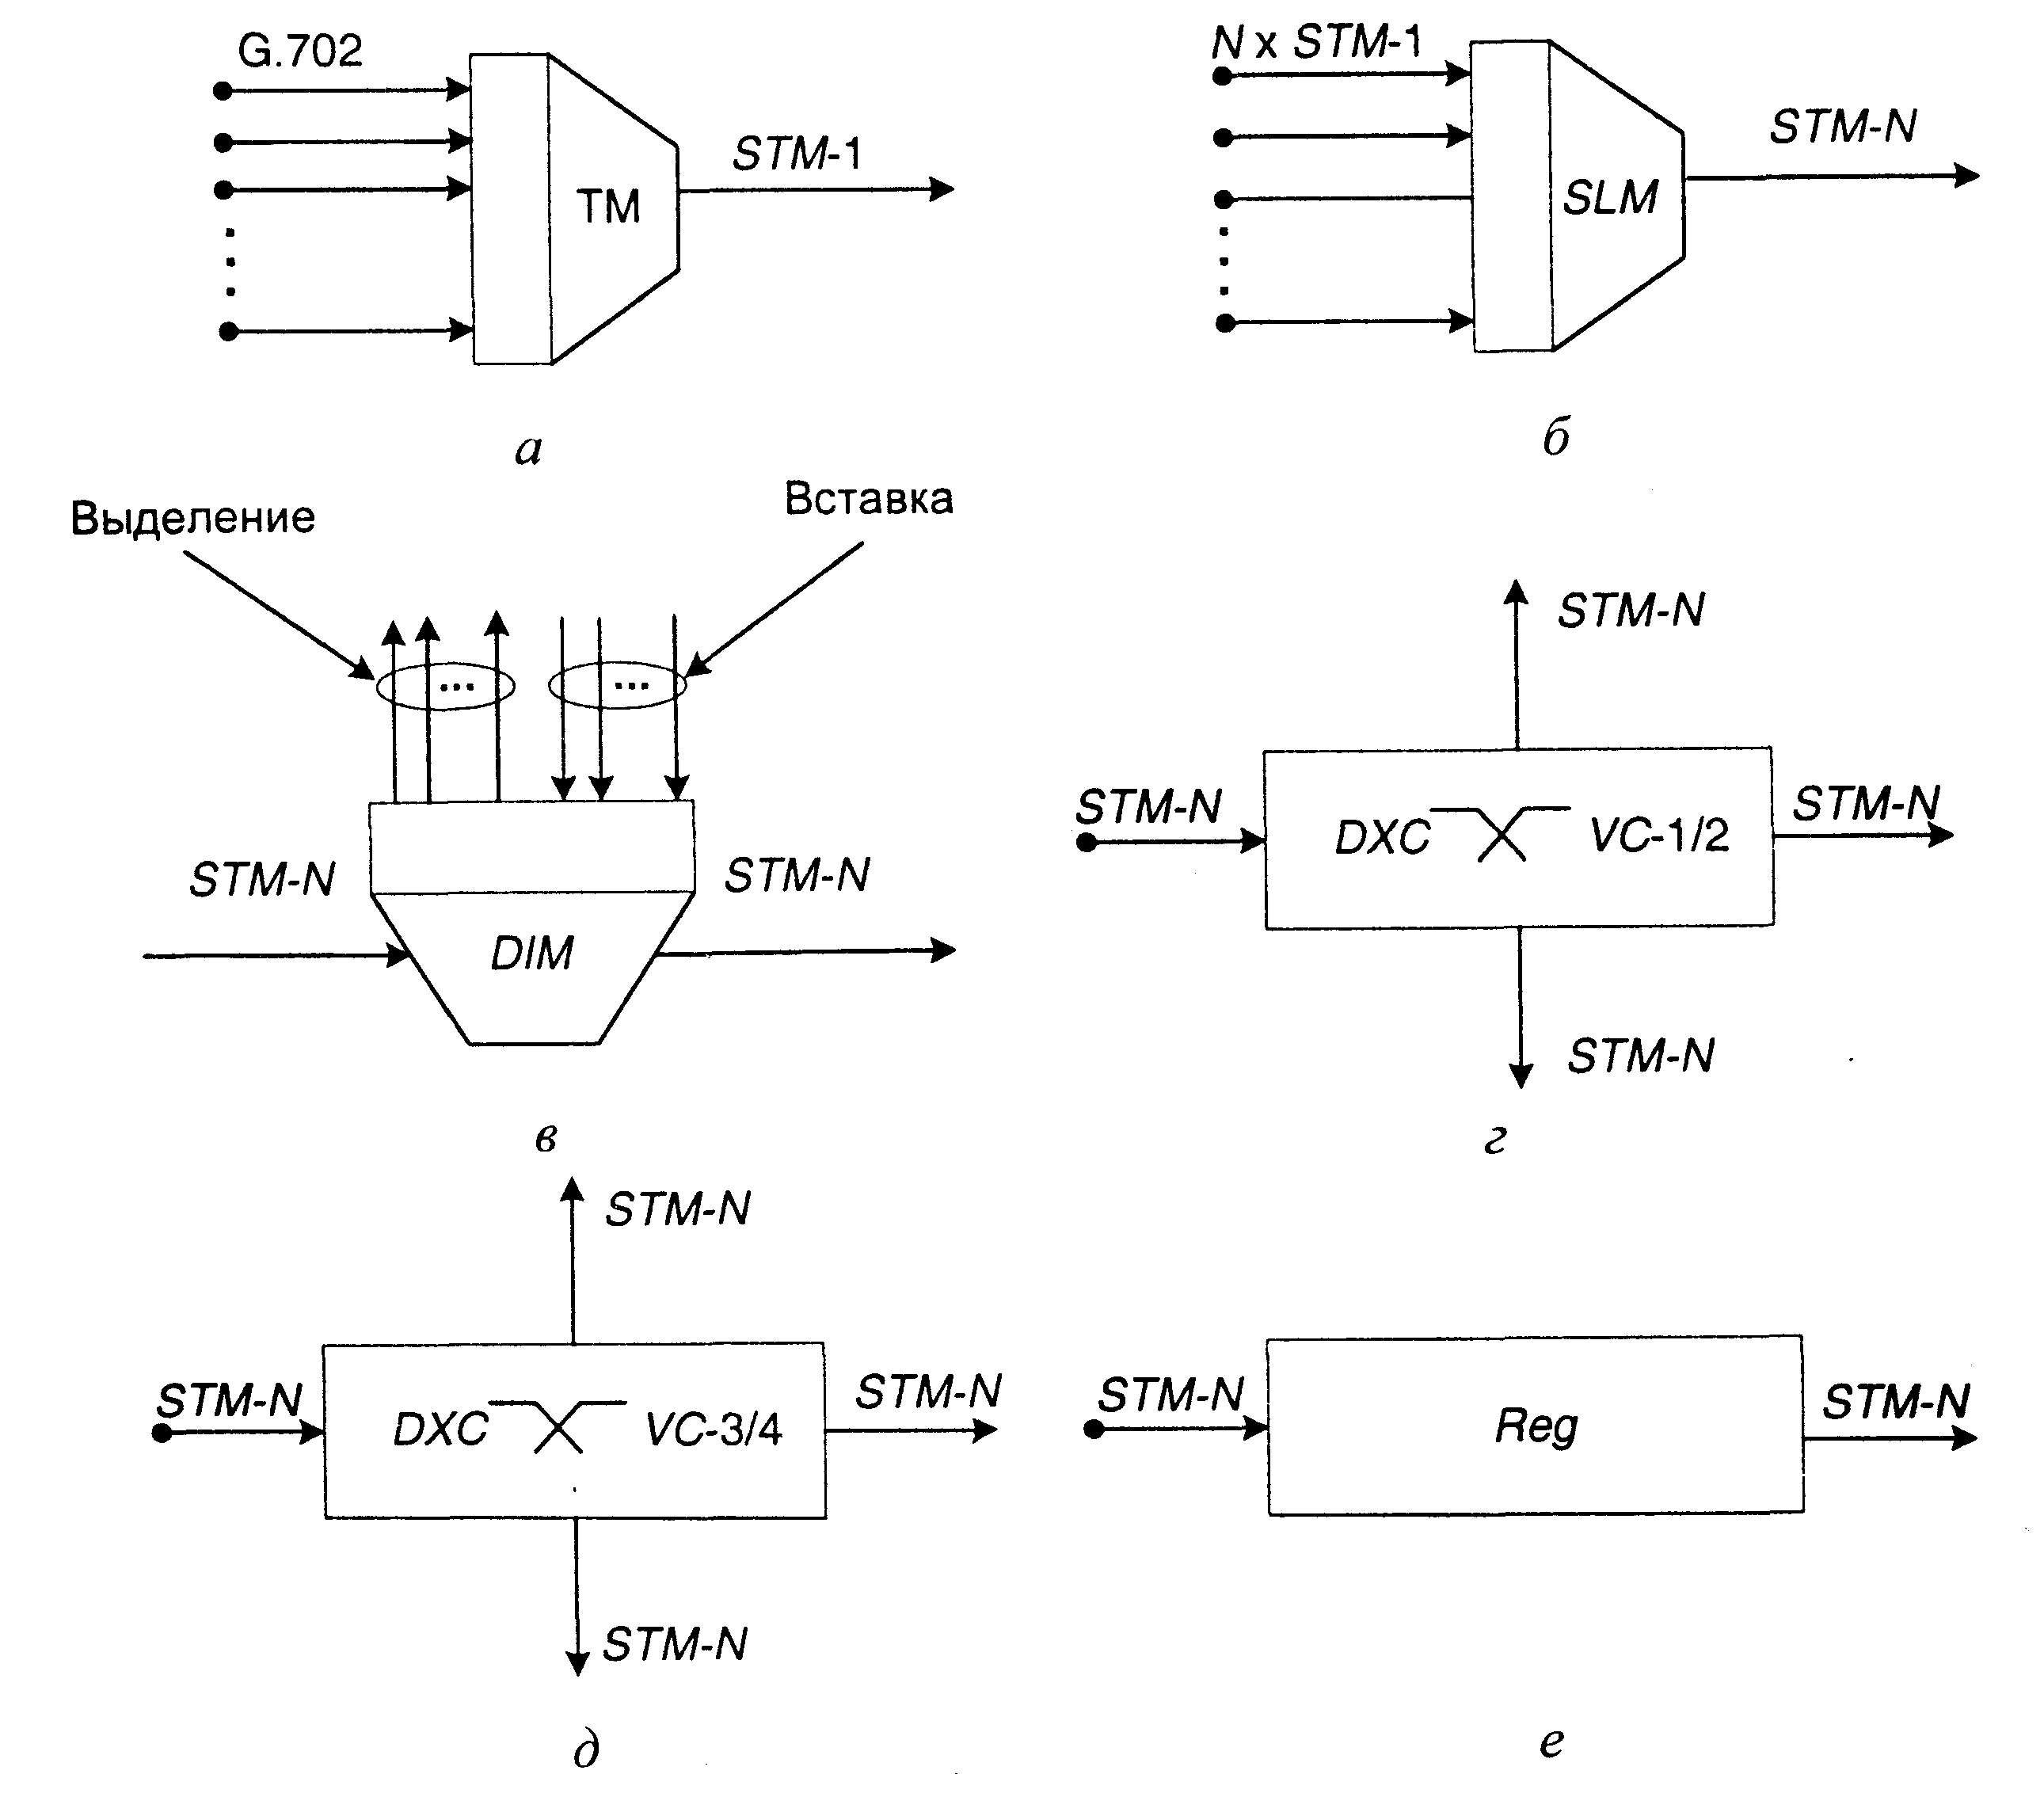 G.702
STM-1
TM
а
N x STM-1
STM-N
SLM
б
Выделение
Вставка
...
...
STM-N
STM-N
DIM
в
STM-N
STM-N
DXC VC-1/2
STM-N
STM-N
г
STM-N
STM-N
DXC VC-3/4
STM-N
STM-N
д
STM-N
Reg
STM-N
е